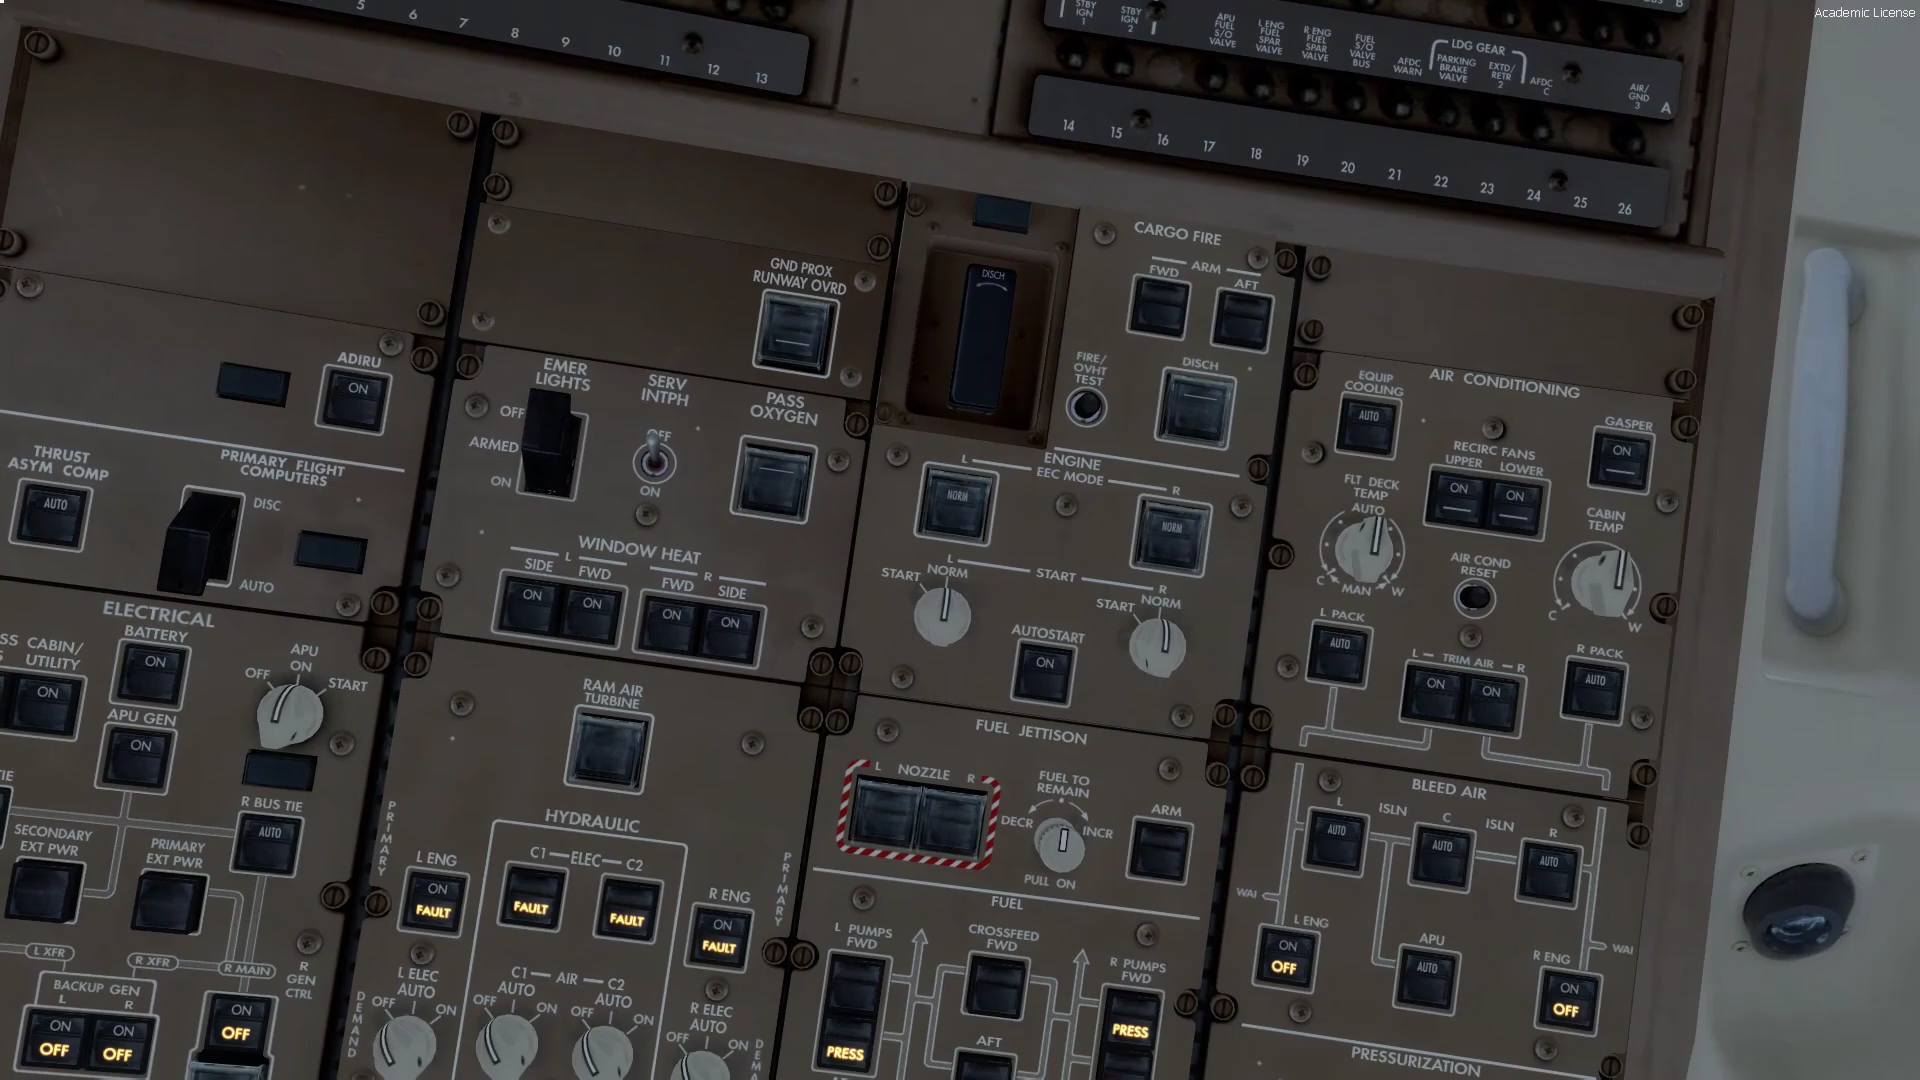 Academic License
5 6 7 8 9 10 11 12 13
STBY IGN 1
STBY IGN 2
APU FUEL S/O VALVE
L ENG FUEL SPAR VALVE
R ENG FUEL SPAR VALVE
FUEL S/O VALVE BUS
AFDC WARN
LDG GEAR
PARKING BRAKE VALVE
EXTD/ RETR 2
AFDC C
AIR/ GND 3
A
B
14 15 16 17 18 19 20 21 22 23 24 25 26
ADIRU
ON
THRUST
ASYM COMP
AUTO
PRIMARY FLIGHT
COMPUTERS
DISC
AUTO
GND PROX
RUNWAY OVRD
EMER
LIGHTS
OFF
ARMED
ON
SERV
INTPH
OFF
ON
PASS
OXYGEN
WINDOW HEAT
L R
SIDE FWD FWD SIDE
ON ON ON ON
DISCH
CARGO FIRE
ARM
FWD AFT
FIRE/
OVHT
TEST
DISCH
ENGINE
L EEC MODE R
NORM NORM
L START R
START NORM
START NORM
AUTOSTART
ON
AIR CONDITIONING
EQUIP
COOLING
AUTO
GASPER
ON
RECIRC FANS
UPPER LOWER
ON ON
FLT DECK
TEMP
AUTO
C MAN W
CABIN
TEMP
C W
AIR COND
RESET
L PACK
AUTO
L TRIM AIR R
ON ON
R PACK
AUTO
ELECTRICAL
CABIN/
UTILITY
ON
BATTERY
ON
APU
OFF ON START
APU GEN
ON
R BUS TIE
AUTO
SECONDARY
EXT PWR
PRIMARY
EXT PWR
L XFR R XFR R MAIN
BACKUP GEN
L R
ON ON
OFF OFF
R
GEN
CTRL
ON
OFF
RAM AIR
TURBINE
HYDRAULIC
PRIMARY
PRIMARY
L ENG
ON
FAULT
C1 ELEC C2
FAULT FAULT
R ENG
ON
FAULT
DEMAND
L ELEC
AUTO
OFF ON
C1 AIR C2
AUTO AUTO
OFF ON OFF ON
R ELEC
AUTO
OFF ON
FUEL JETTISON
L NOZZLE R
FUEL TO
REMAIN
DECR INCR
PULL ON
ARM
FUEL
L PUMPS
FWD
PRESS
CROSSFEED
FWD
AFT
R PUMPS
FWD
PRESS
BLEED AIR
L ISLN C ISLN R
AUTO AUTO AUTO
WAI WAI
L ENG
ON
OFF
APU
AUTO
R ENG
ON
OFF
PRESSURIZATION